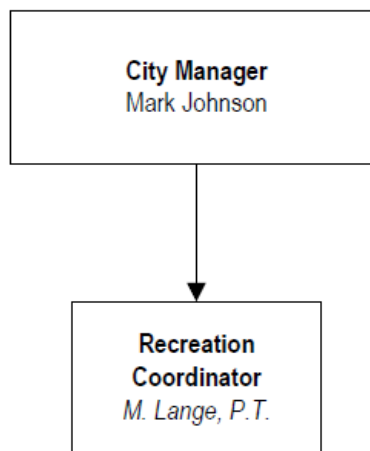 City Manager
Mark Johnson
Recreation
Coordinator
M. Lange, P.T.